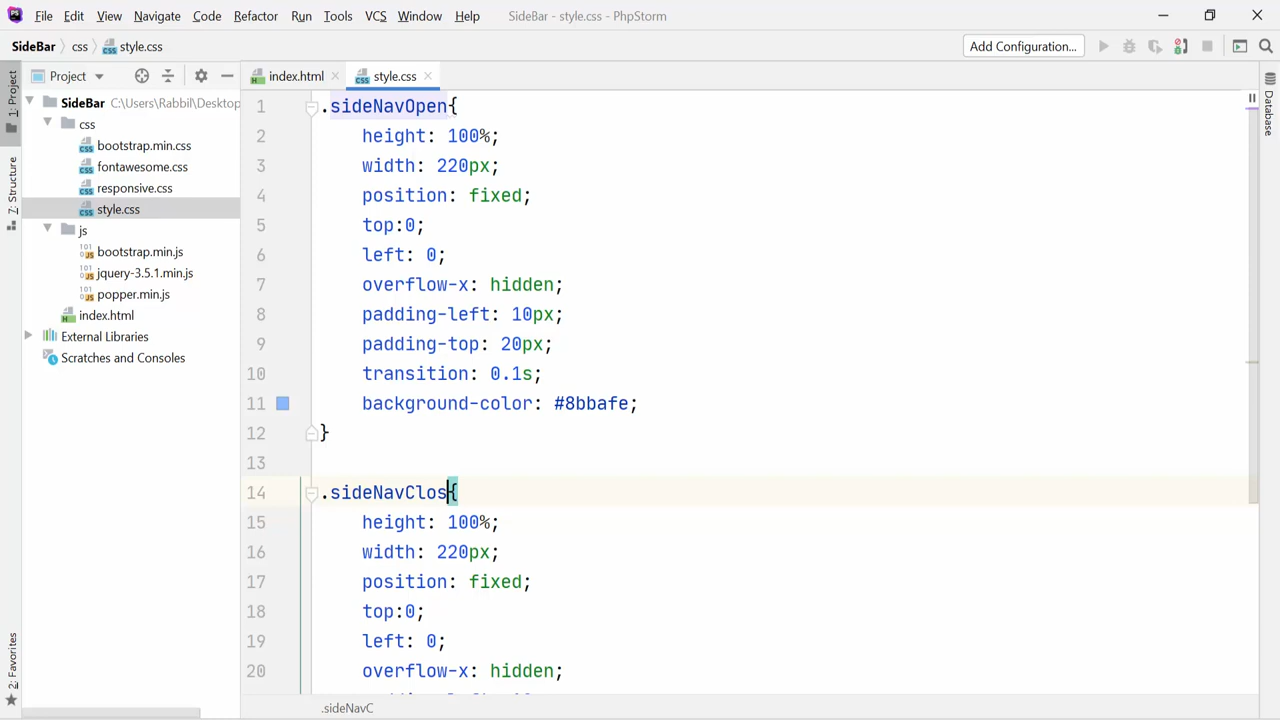 File Edit View Navigate Code Refactor Run Tools VCS Window Help SideBar - style.css - PhpStorm
SideBar css style.css Add Configuration...
Project index.html style.css
1: Project
7: Structure
2: Favorites
Database
SideBar C:\Users\Rabbil\Desktop
css
bootstrap.min.css
fontawesome.css
responsive.css
style.css
js
bootstrap.min.js
jquery-3.5.1.min.js
popper.min.js
index.html
External Libraries
Scratches and Consoles
1 .sideNavOpen{
2 height: 100%;
3 width: 220px;
4 position: fixed;
5 top:0;
6 left: 0;
7 overflow-x: hidden;
8 padding-left: 10px;
9 padding-top: 20px;
10 transition: 0.1s;
11 background-color: #8bbafe;
12 }
13
14 .sideNavClos{
15 height: 100%;
16 width: 220px;
17 position: fixed;
18 top:0;
19 left: 0;
20 overflow-x: hidden;
.sideNavC